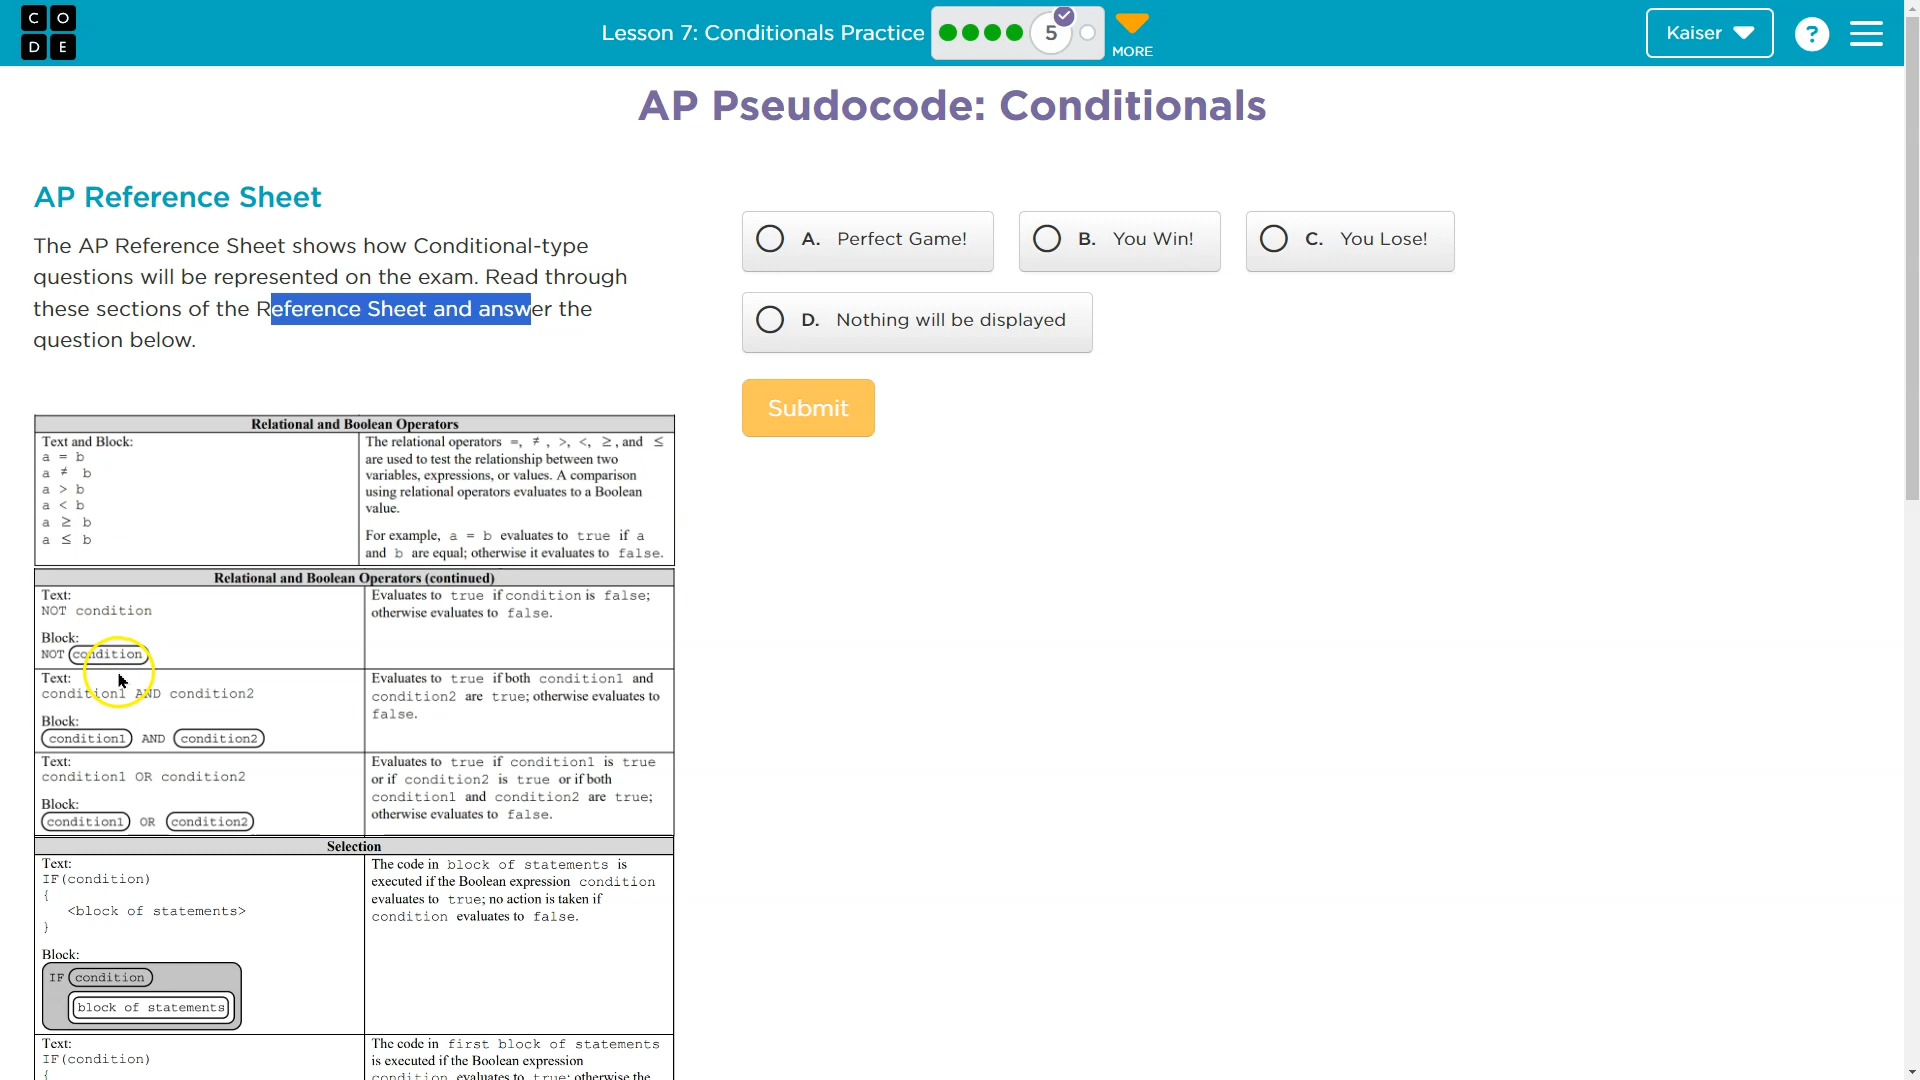 C O
D E
Lesson 7: Conditionals Practice
5
MORE
Kaiser
?
AP Pseudocode: Conditionals
AP Reference Sheet
The AP Reference Sheet shows how Conditional-type
questions will be represented on the exam. Read through
these sections of the Reference Sheet and answer the
question below.
A. Perfect Game!
B. You Win!
C. You Lose!
D. Nothing will be displayed
Submit
Relational and Boolean Operators
Text and Block:
a = b
a ≠ b
a > b
a < b
a ≥ b
a ≤ b
The relational operators =, ≠ , >, <, ≥ , and ≤
are used to test the relationship between two
variables, expressions, or values. A comparison
using relational operators evaluates to a Boolean
value.
For example, a = b evaluates to true if a
and b are equal; otherwise it evaluates to false.
Relational and Boolean Operators (continued)
Text:
NOT condition
Block:
NOT condition
Evaluates to true if condition is false;
otherwise evaluates to false.
Text:
condition1 AND condition2
Block:
condition1 AND condition2
Evaluates to true if both condition1 and
condition2 are true; otherwise evaluates to
false.
Text:
condition1 OR condition2
Block:
condition1 OR condition2
Evaluates to true if condition1 is true
or if condition2 is true or if both
condition1 and condition2 are true;
otherwise evaluates to false.
Selection
Text:
IF(condition)
{
<block of statements>
}
Block:
IF condition
block of statements
The code in block of statements is
executed if the Boolean expression condition
evaluates to true; no action is taken if
condition evaluates to false.
Text:
IF(condition)
{
The code in first block of statements
is executed if the Boolean expression
condition evaluates to true; otherwise the